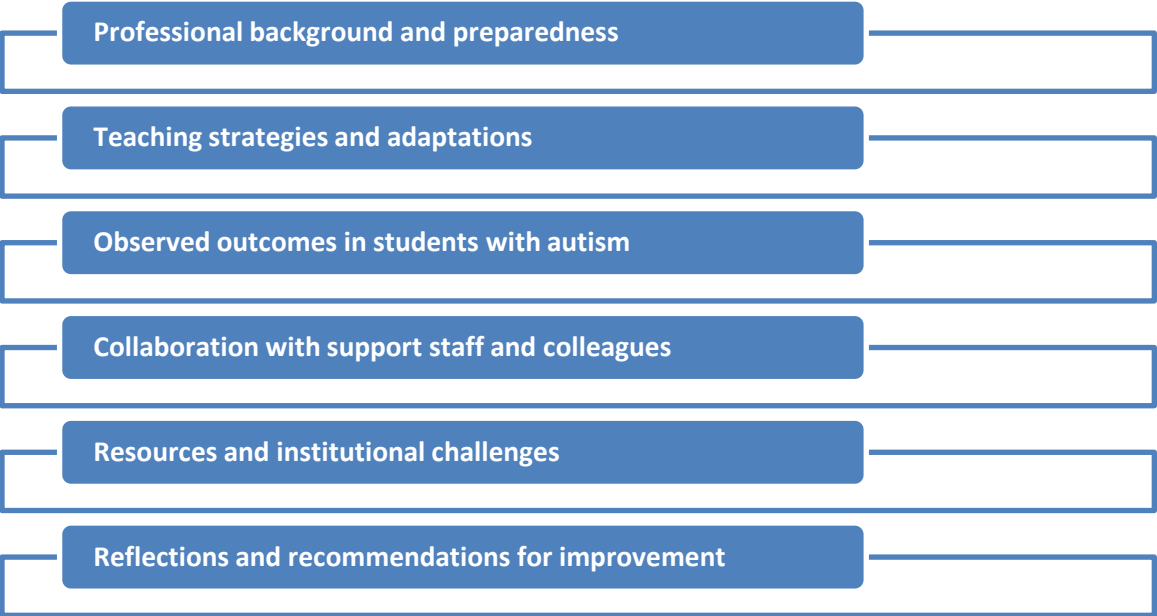 Professional background and preparedness
Teaching strategies and adaptations
Observed outcomes in students with autism
Collaboration with support staff and colleagues
Resources and institutional challenges
Reflections and recommendations for improvement